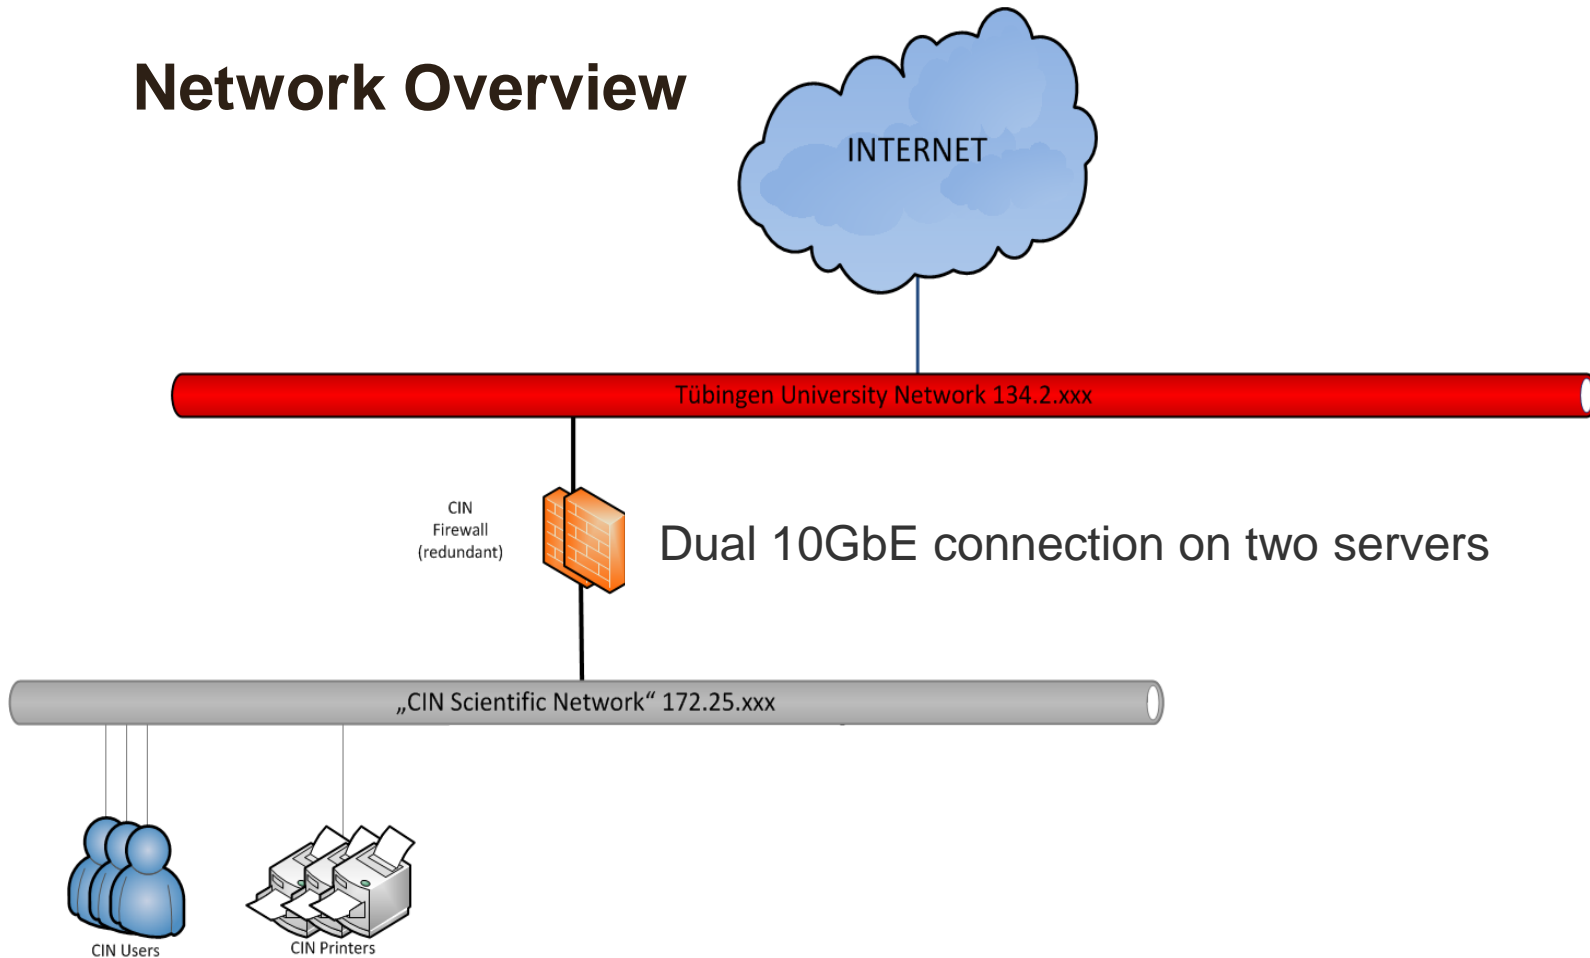 Network Overview
INTERNET
Tübingen University Network 134.2.xxx
CIN
Firewall
(redundant)
Dual 10GbE connection on two servers
„CIN Scientific Network“ 172.25.xxx
CIN Users
CIN Printers